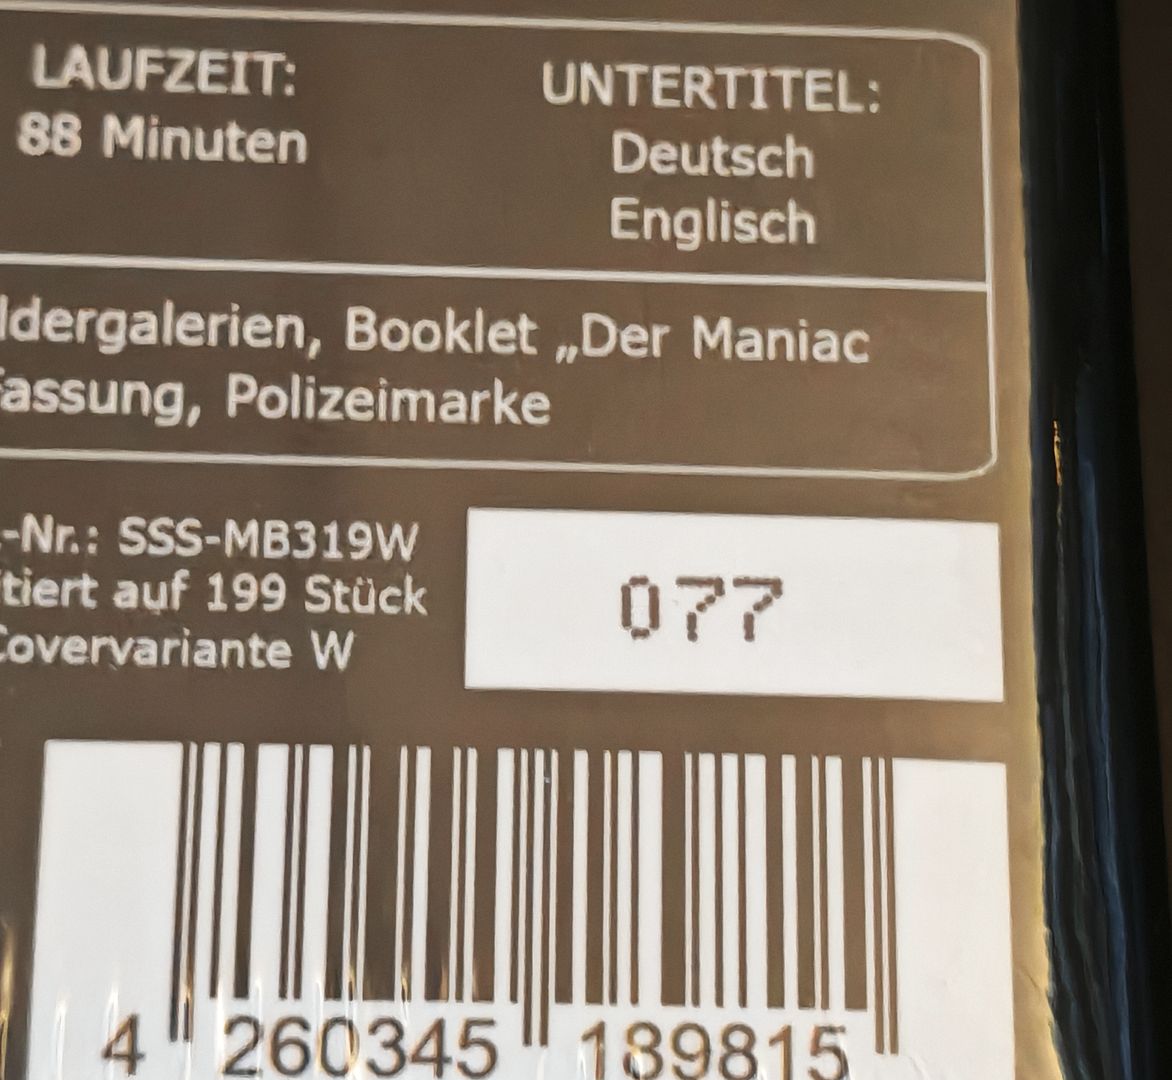 LAUFZEIT:
88 Minuten
UNTERTITEL:
Deutsch
Englisch
ldergalerien, Booklet „Der Maniac
assung, Polizeimarke
-Nr.: SSS-MB319W
tiert auf 199 Stück
Covervariante W
077
4 260345 189815